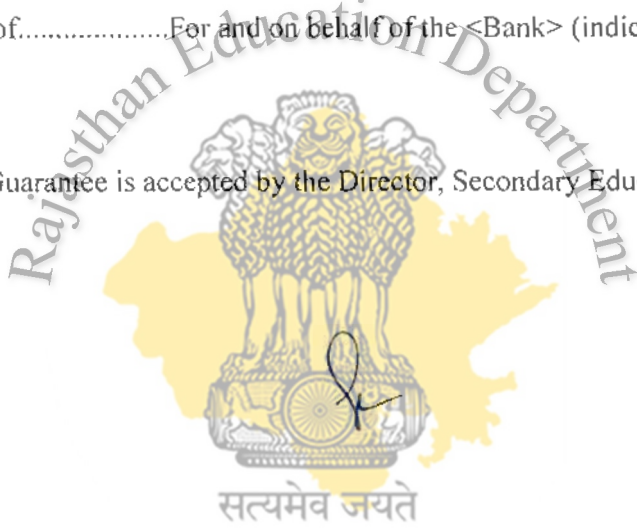 of...................For and on behalf of the <Bank> (indic
Rajasthan Education Department
Guarantee is accepted by the Director, Secondary Edu
सत्यमेव जयते